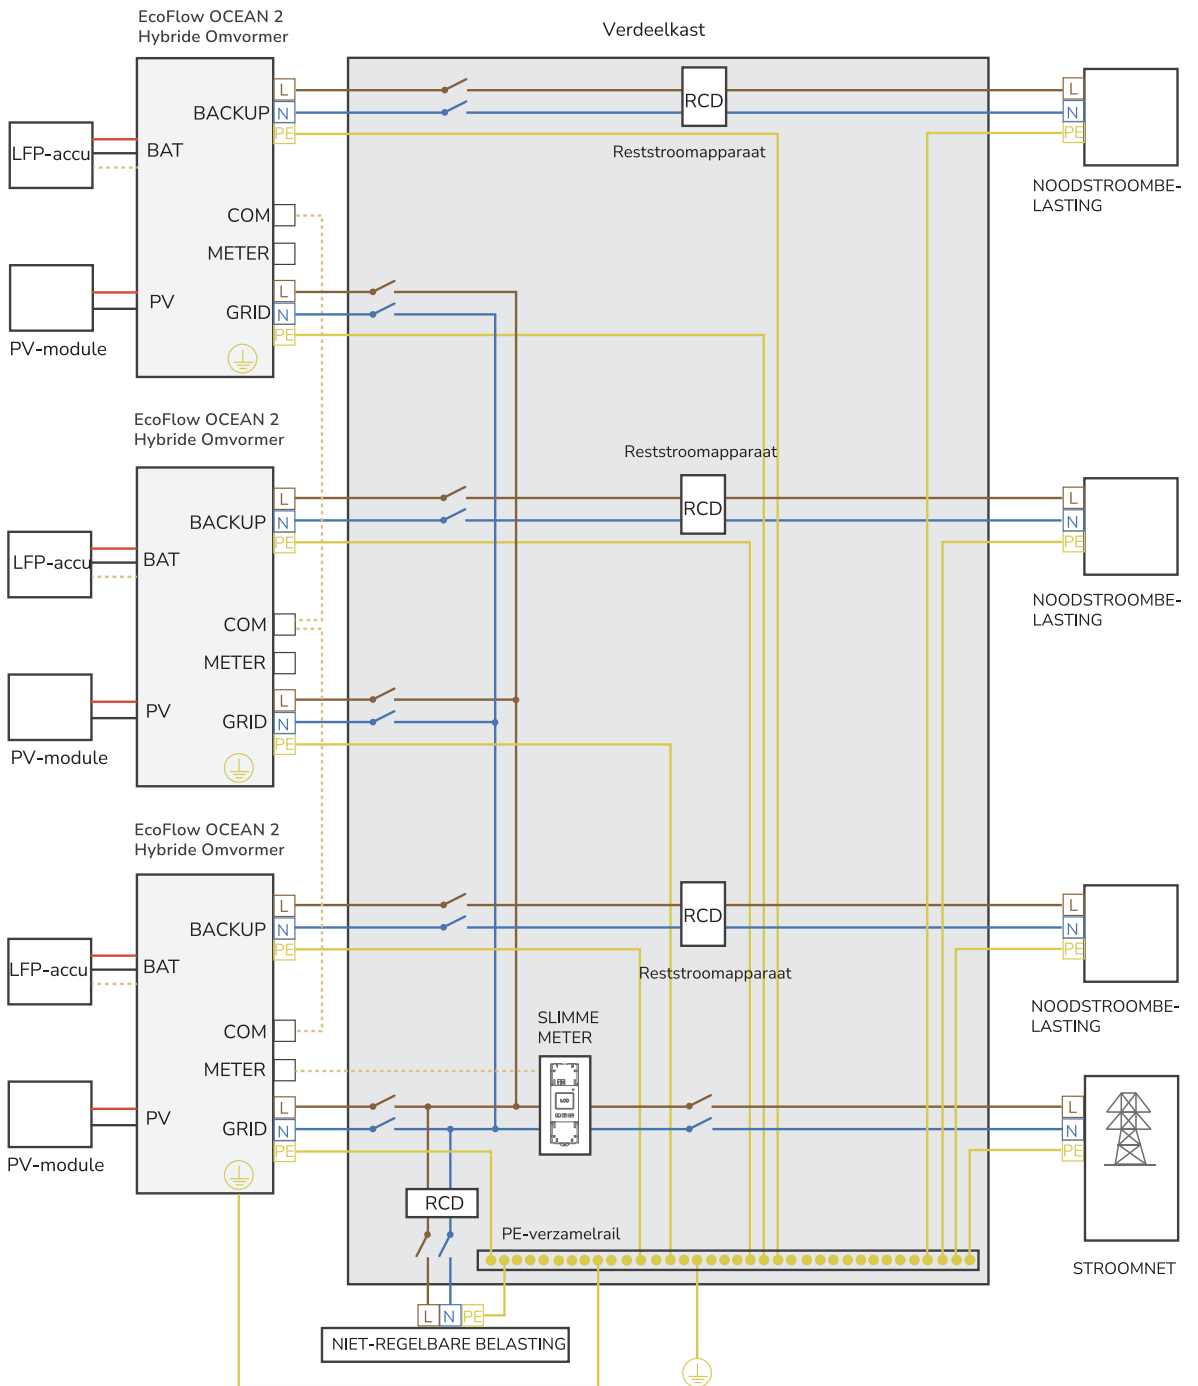 EcoFlow OCEAN 2
Hybride Omvormer
Verdeelkast
L
BACKUP
N
PE
RCD
L
N
PE
LFP-accu
BAT
Reststroomapparaat
NOODSTROOMBE-
LASTING
COM
METER
PV
L
GRID
N
PE
PV-module
EcoFlow OCEAN 2
Hybride Omvormer
Reststroomapparaat
L
BACKUP
N
PE
RCD
L
N
PE
LFP-accu
BAT
NOODSTROOMBE-
LASTING
COM
METER
PV
L
GRID
N
PE
PV-module
EcoFlow OCEAN 2
Hybride Omvormer
L
BACKUP
N
PE
RCD
L
N
PE
LFP-accu
BAT
Reststroomapparaat
NOODSTROOMBE-
LASTING
COM
SLIMME
METER
METER
LCD
PV
L
GRID
N
PE
L
N
PE
PV-module
RCD
PE-verzamelrail
STROOMNET
L
N
PE
NIET-REGELBARE BELASTING